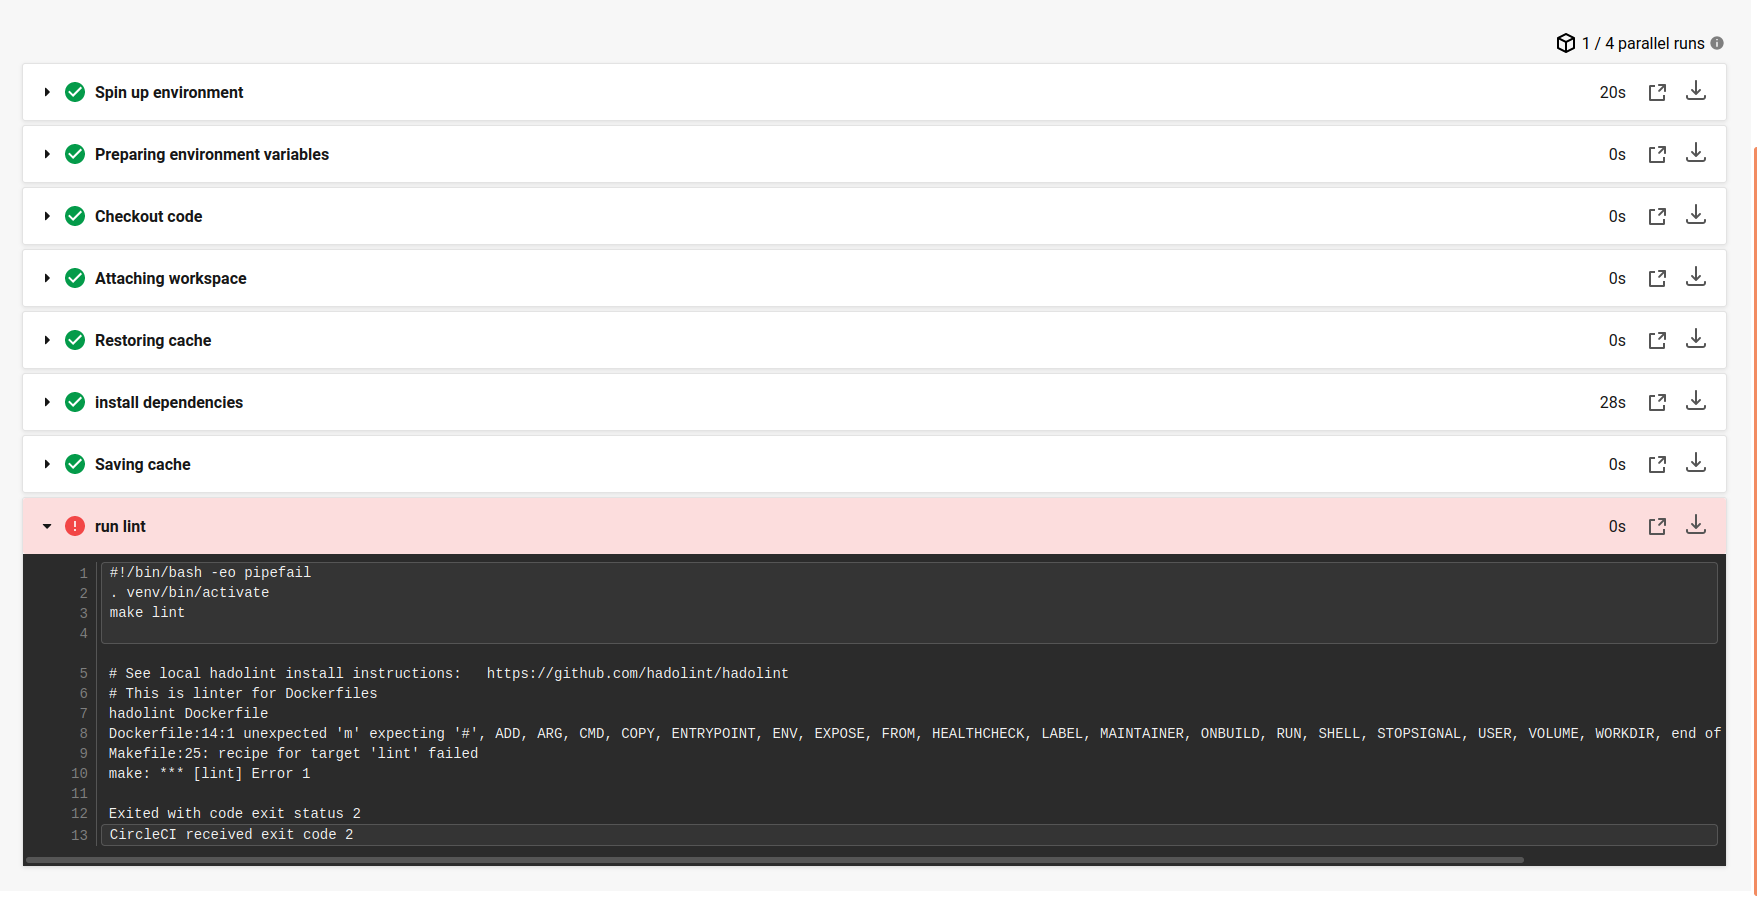 1 / 4 parallel runs
Spin up environment 20s
Preparing environment variables 0s
Checkout code 0s
Attaching workspace 0s
Restoring cache 0s
install dependencies 28s
Saving cache 0s
run lint 0s
1 #!/bin/bash -eo pipefail
2 . venv/bin/activate
3 make lint
4
5 # See local hadolint install instructions:   https://github.com/hadolint/hadolint
6 # This is linter for Dockerfiles
7 hadolint Dockerfile
8 Dockerfile:14:1 unexpected 'm' expecting '#', ADD, ARG, CMD, COPY, ENTRYPOINT, ENV, EXPOSE, FROM, HEALTHCHECK, LABEL, MAINTAINER, ONBUILD, RUN, SHELL, STOPSIGNAL, USER, VOLUME, WORKDIR, end of
9 Makefile:25: recipe for target 'lint' failed
10 make: *** [lint] Error 1
11
12 Exited with code exit status 2
13 CircleCI received exit code 2